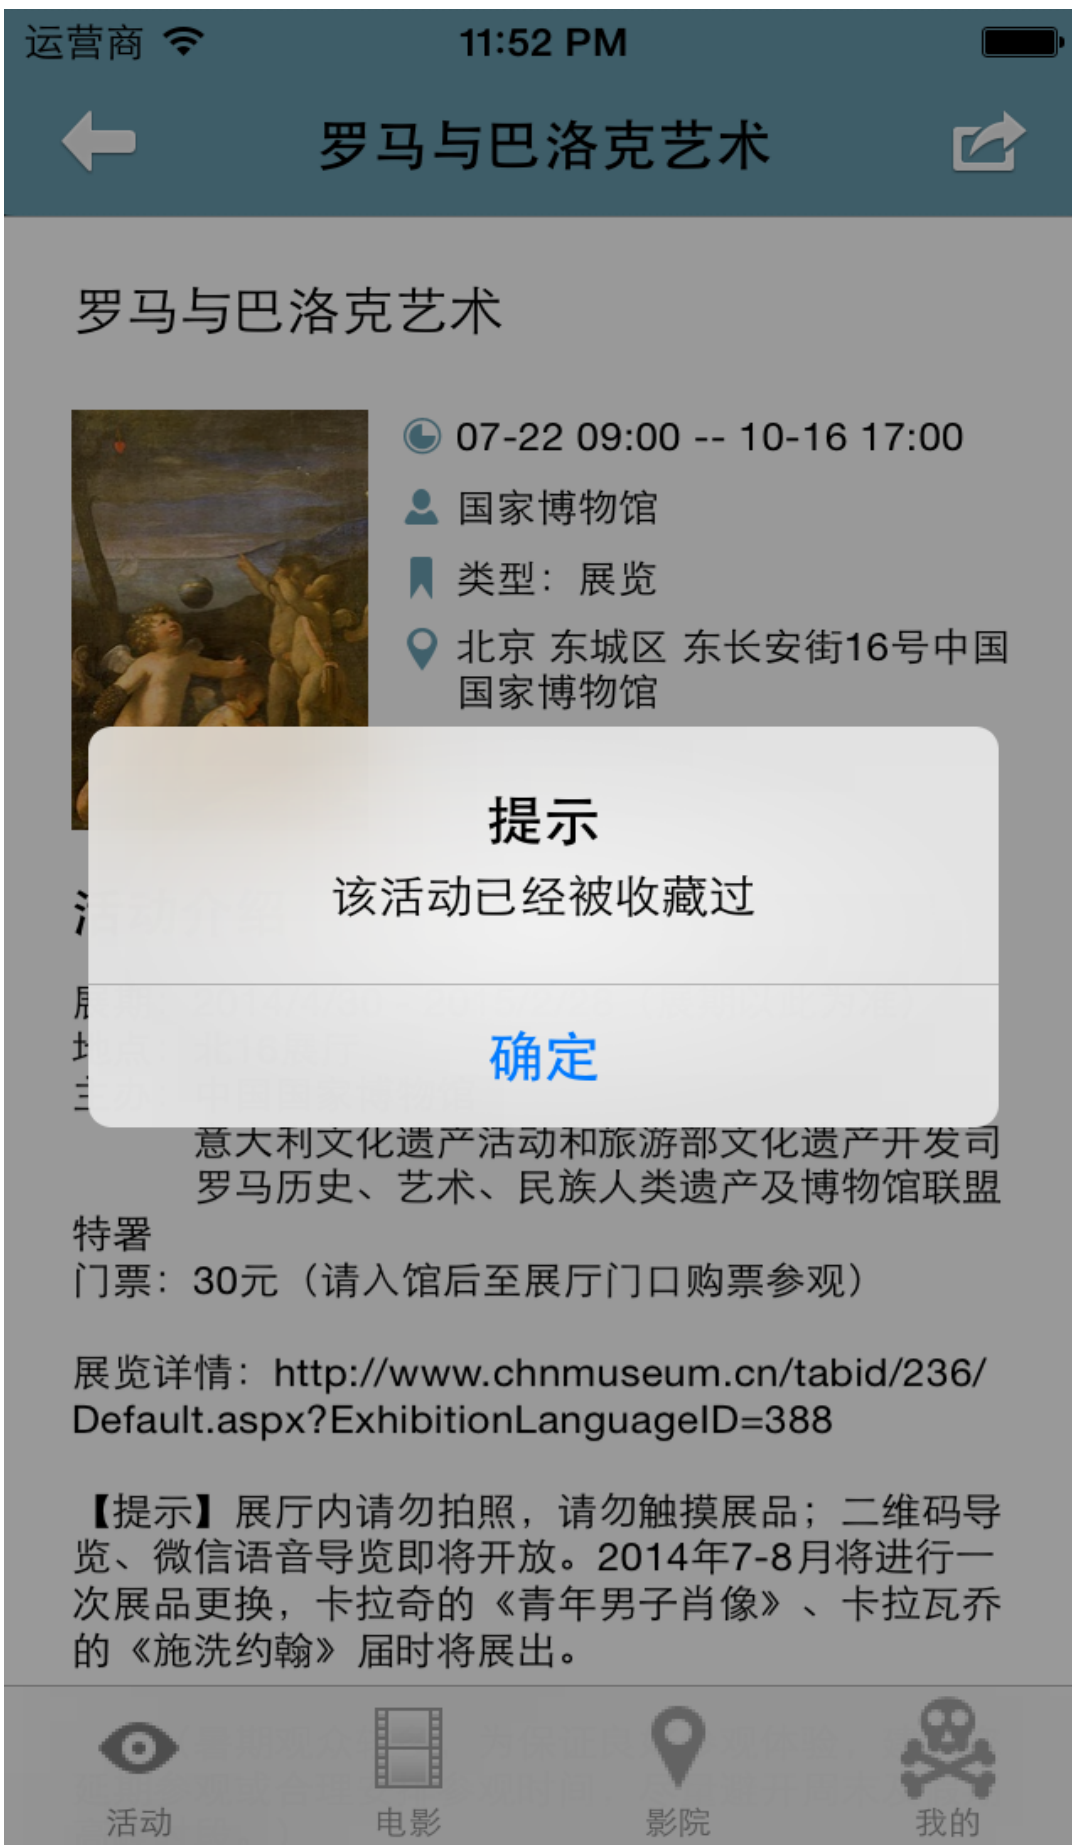 运营商
11:52 PM
罗马与巴洛克艺术
罗马与巴洛克艺术
07-22 09:00 -- 10-16 17:00
国家博物馆
类型：展览
北京 东城区 东长安街16号中国
国家博物馆
提示
该活动已经被收藏过
确定
活动介绍
意大利文化遗产活动和旅游部文化遗产开发司
罗马历史、艺术、民族人类遗产及博物馆联盟
特署
门票：30元（请入馆后至展厅门口购票参观）
展览详情：http://www.chnmuseum.cn/tabid/236/
Default.aspx?ExhibitionLanguageID=388
【提示】展厅内请勿拍照，请勿触摸展品；二维码导
览、微信语音导览即将开放。2014年7-8月将进行一
次展品更换，卡拉奇的《青年男子肖像》、卡拉瓦乔
的《施洗约翰》届时将展出。
活动
电影
影院
我的